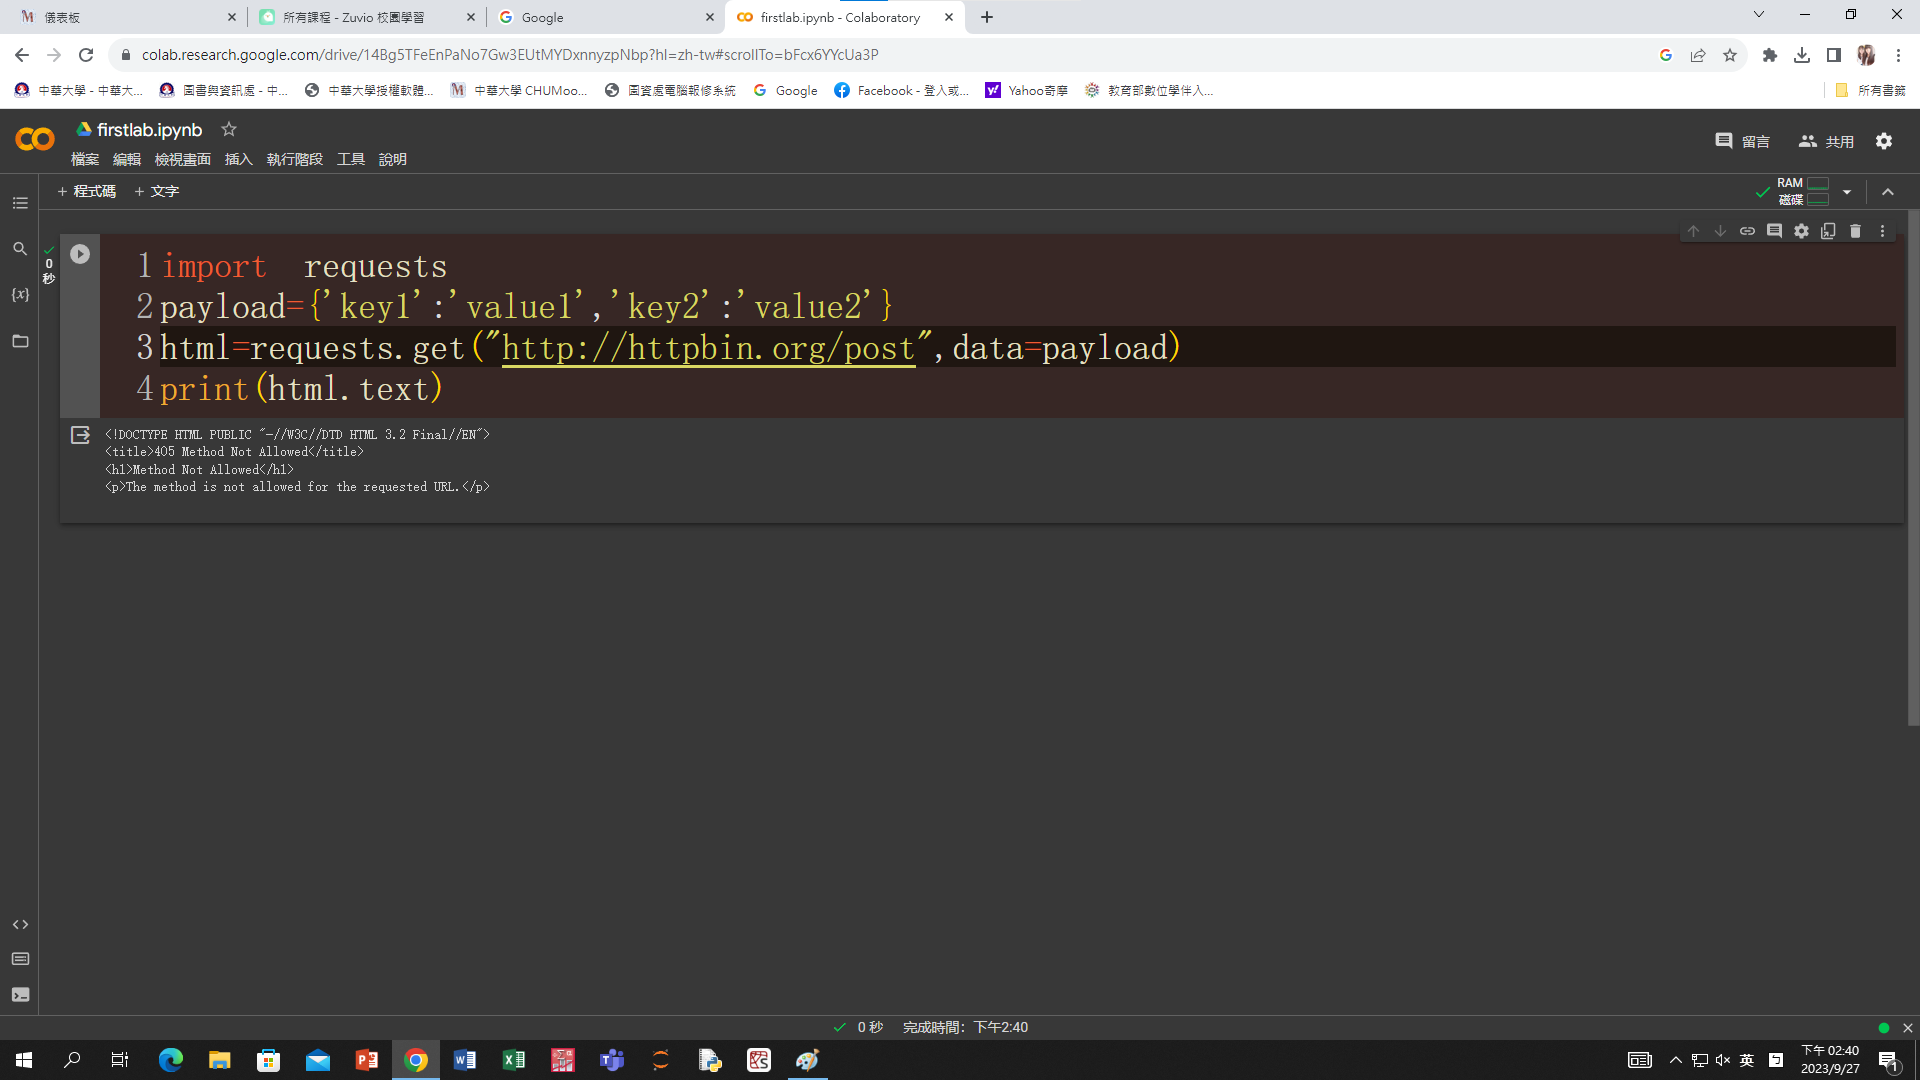 儀表板
所有課程 - Zuvio 校園學習
Google
firstlab.ipynb - Colaboratory
colab.research.google.com/drive/14Bg5TFeEnPaNo7Gw3EUtMYDxnnyzpNbp?hl=zh-tw#scrollTo=bFcx6YYcUa3P
中華大學 - 中華大...
圖書與資訊處 - 中...
中華大學授權軟體...
中華大學 CHUMoo...
圖資處電腦報修系統
Google
Facebook - 登入或...
Yahoo奇摩
教育部數位學伴入...
所有書籤
firstlab.ipynb
留言
共用
檔案 編輯 檢視畫面 插入 執行階段 工具 說明
+ 程式碼 + 文字
RAM
磁碟
0
秒
{x}
1 import requests
2 payload={'key1':'value1','key2':'value2'}
3 html=requests.get("http://httpbin.org/post",data=payload)
4 print(html.text)
<!DOCTYPE HTML PUBLIC "-//W3C//DTD HTML 3.2 Final//EN">
<title>405 Method Not Allowed</title>
<h1>Method Not Allowed</h1>
<p>The method is not allowed for the requested URL.</p>
0 秒 完成時間：下午2:40
英
下午 02:40
2023/9/27
1